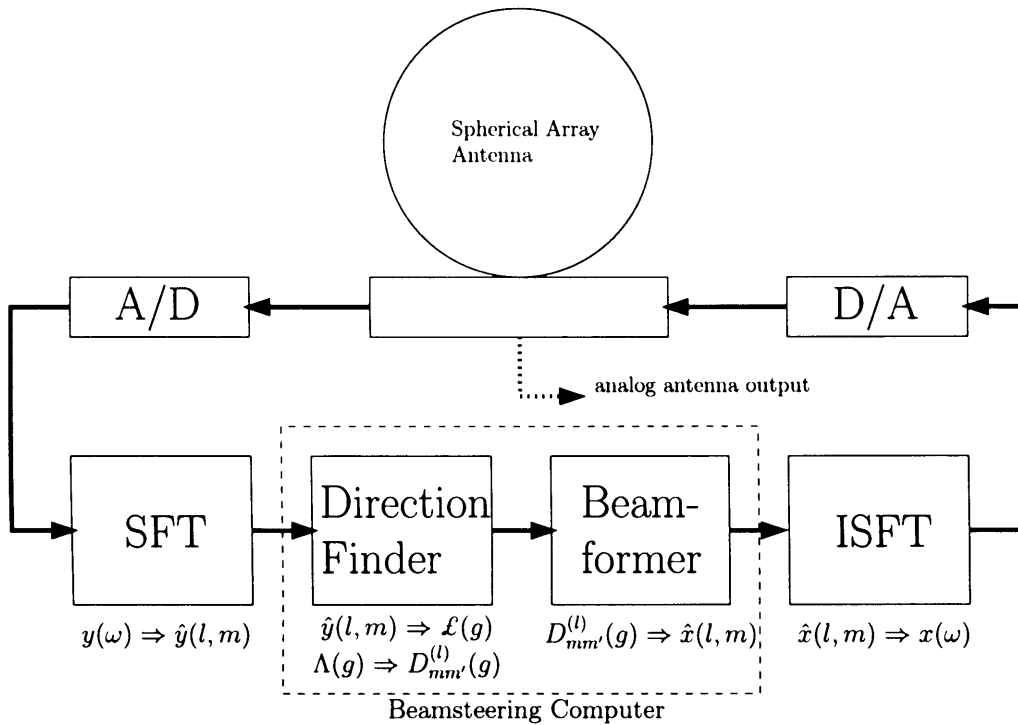 Spherical Array
Antenna
A/D
D/A
analog antenna output
SFT
Direction
Finder
Beam-
former
ISFT
y(ω) ⇒ ŷ(l, m)
ŷ(l, m) ⇒ £(g)
Λ(g) ⇒ D^{(l)}_{mm'}(g)
D^{(l)}_{mm'}(g) ⇒ x̂(l, m)
x̂(l, m) ⇒ x(ω)
Beamsteering Computer